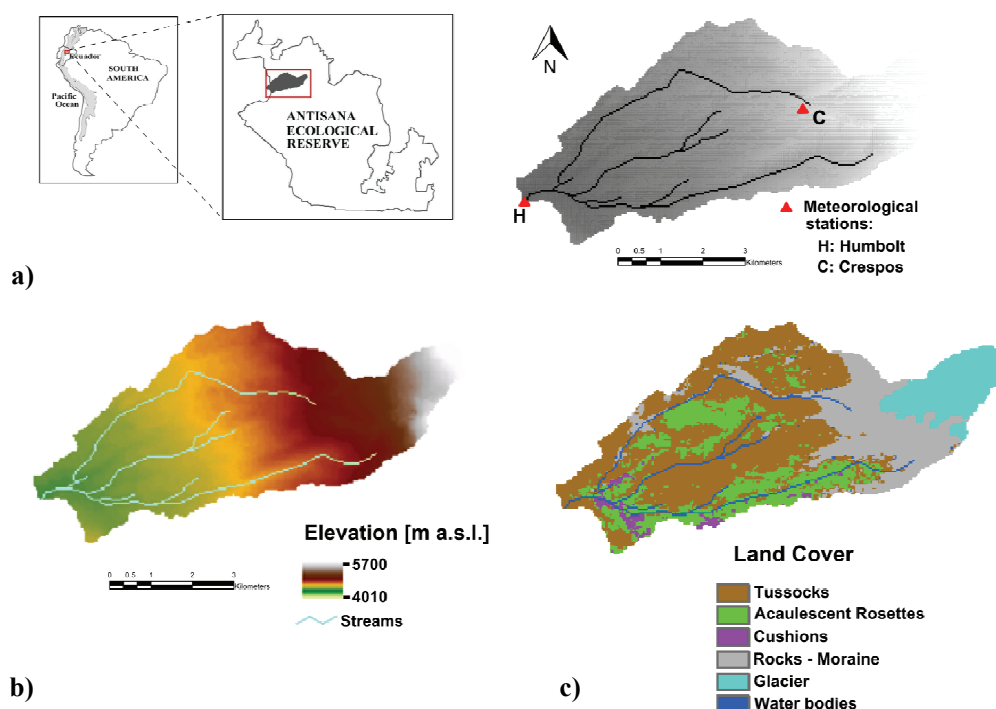 Ecuador
SOUTH
AMERICA
Pacific
Ocean
ANTISANA
ECOLOGICAL
RESERVE
a)
N
C
H
Meteorological
stations:
H: Humbolt
C: Crespos
0 0.5 1 2 3
Kilometers
Elevation [m a.s.l.]
5700
4010
Streams
0 0.5 1 2 3
Kilometers
b)
Land Cover
Tussocks
Acaulescent Rosettes
Cushions
Rocks - Moraine
Glacier
Water bodies
c)